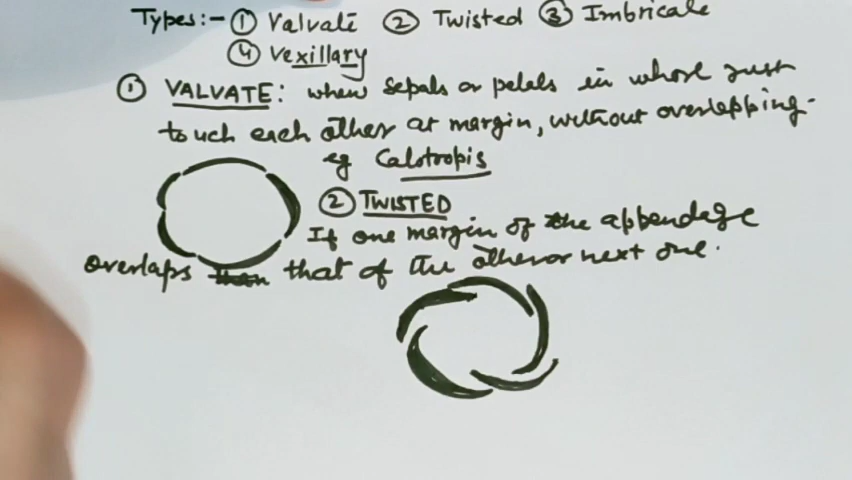 Types:- ① Valvate ② Twisted ③ Imbricate
④ Vexillary
① VALVATE: when sepals or petals in whorl just
touch each other at margin, without overlapping.
eg Calotropis
② TWISTED
If one margin of the appendage
overlaps that of the other or next one.